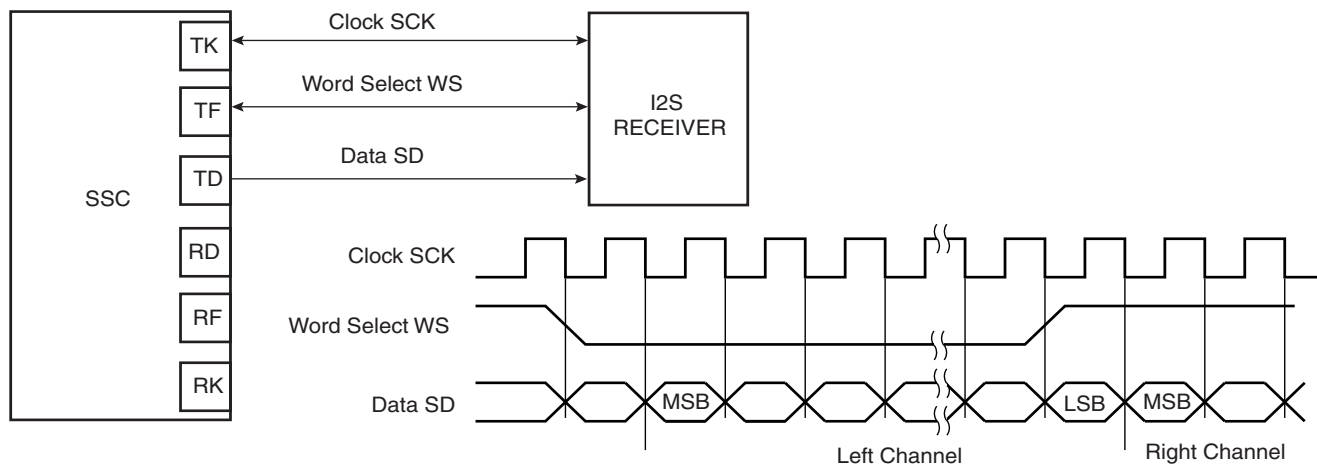 SSC
TK
TF
TD
RD
RF
RK
Clock SCK
Word Select WS
Data SD
I2S
RECEIVER
Clock SCK
Word Select WS
Data SD
MSB
LSB
MSB
Left Channel
Right Channel